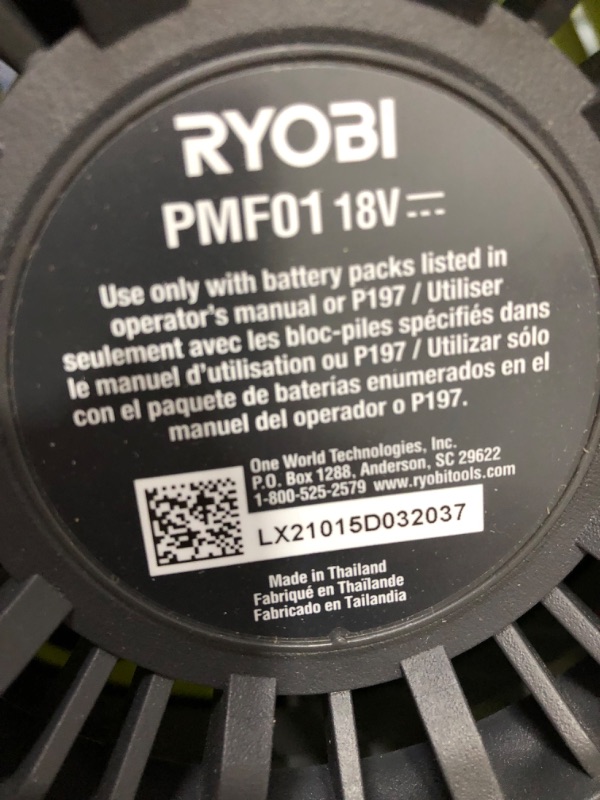 RYOBI
PMF01 18V
Use only with battery packs listed in
operator's manual or P197 / Utiliser
seulement avec les bloc-piles spécifiés dans
le manuel d'utilisation ou P197 / Utilizar sólo
con el paquete de baterías enumerados en el
manual del operador o P197.
One World Technologies, Inc.
P.O. Box 1288, Anderson, SC 29622
1-800-525-2579 www.ryobitools.com
LX21015D032037
Made in Thailand
Fabriqué en Thaïlande
Fabricado en Tailandia